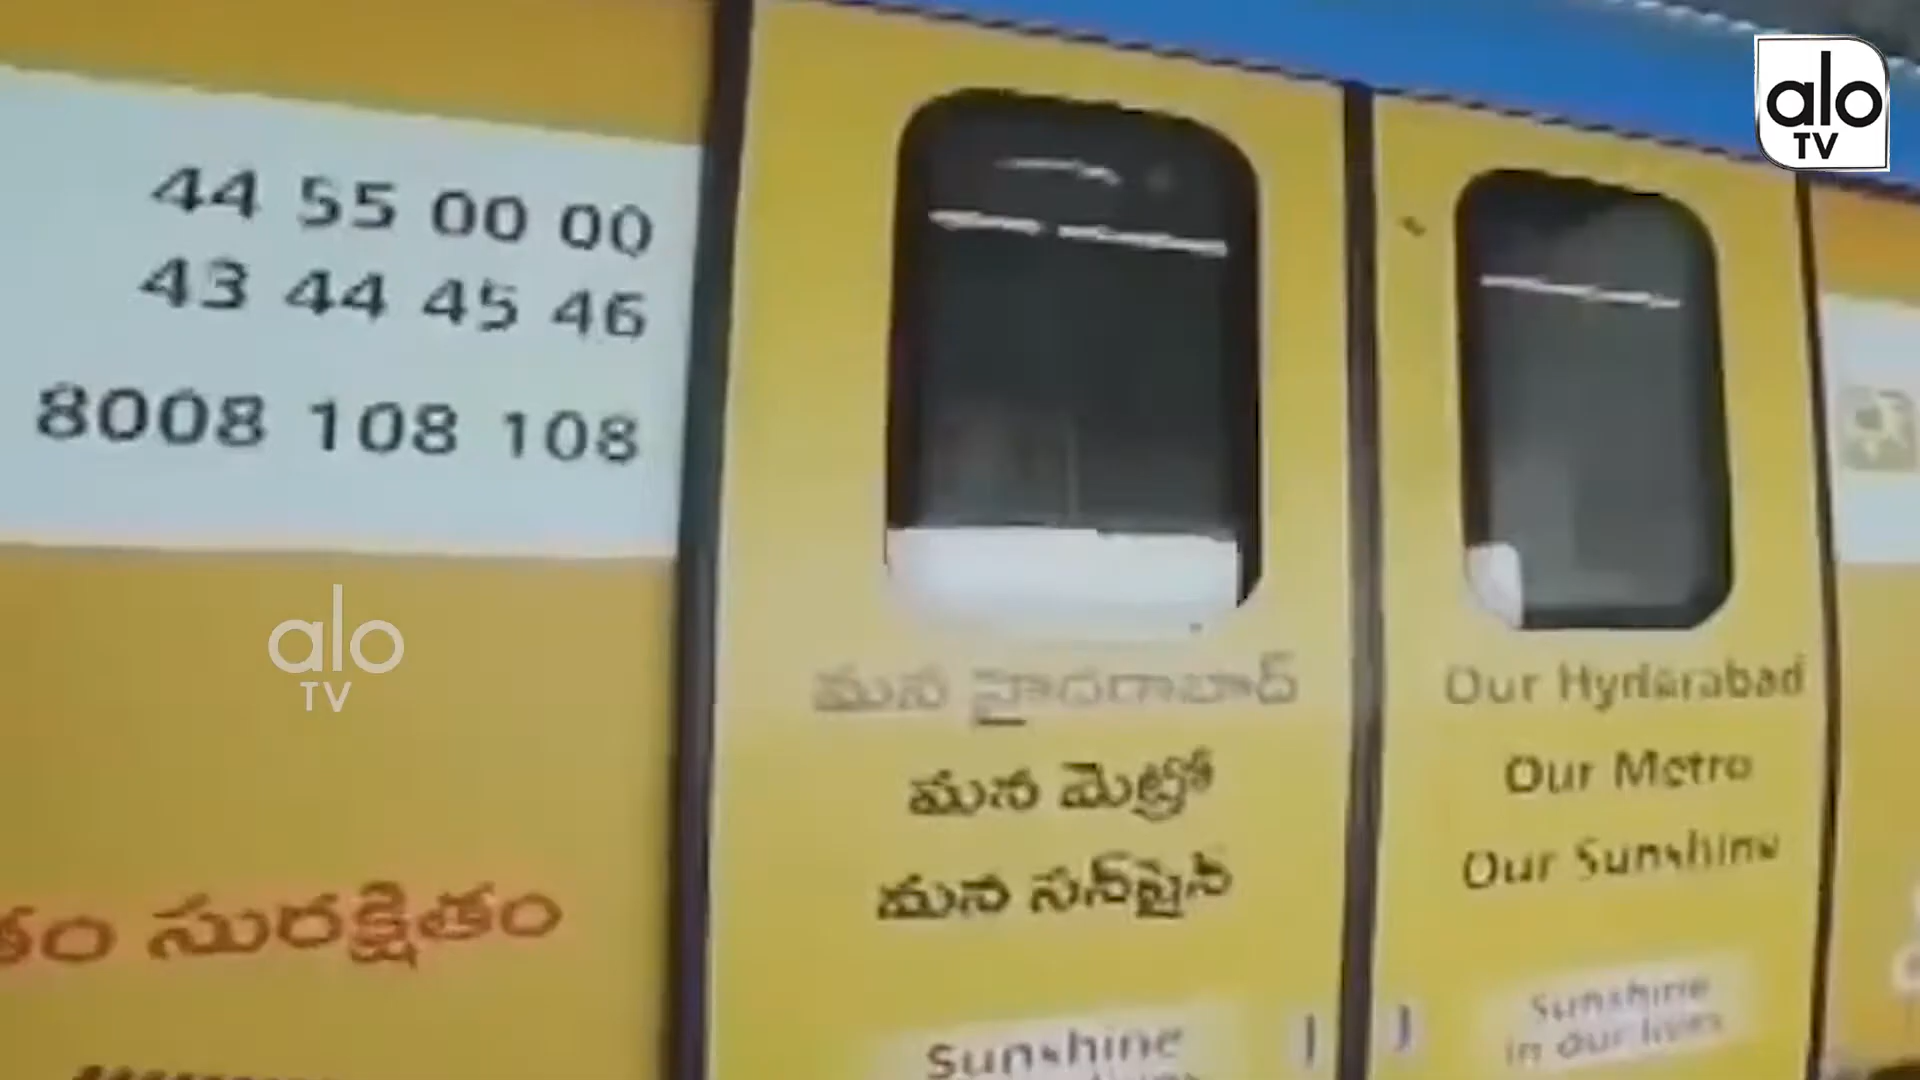 alo
TV
44 55 00 00
43 44 45 46
8008 108 108
alo
TV
సురక్షితం
మన హైదరాబాద్
మన మెట్రో
మన సన్‌షైన్
Sunshine
Our Hyderabad
Our Metro
Our Sunshine
Sunshine
in our lives